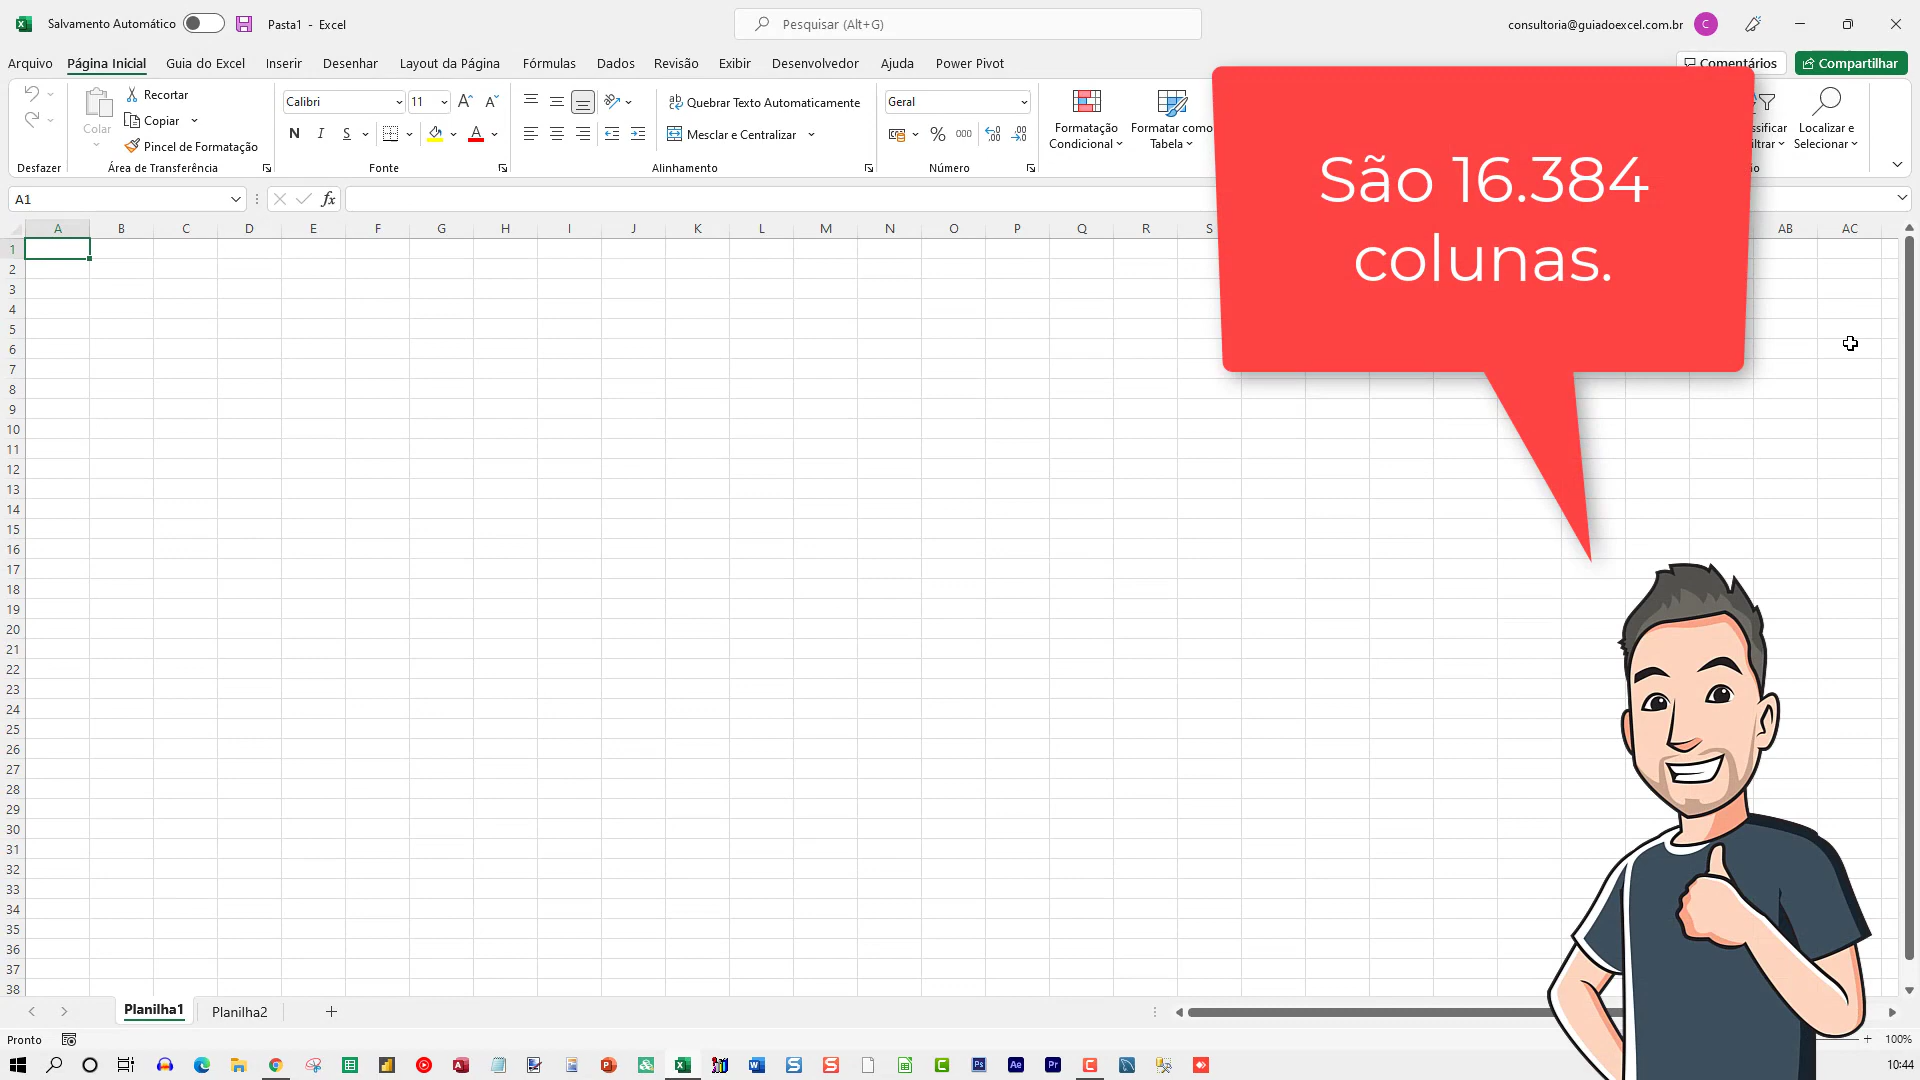 Salvamento Automático
Pasta1 - Excel
Pesquisar (Alt+G)
consultoria@guiadoexcel.com.br
C
Arquivo
Página Inicial
Guia do Excel
Inserir
Desenhar
Layout da Página
Fórmulas
Dados
Revisão
Exibir
Desenvolvedor
Ajuda
Power Pivot
Comentários
Compartilhar
Colar
Recortar
Copiar
Pincel de Formatação
Calibri
11
N I S
Quebrar Texto Automaticamente
Mesclar e Centralizar
Geral
% 000
Formatação
Condicional
Formatar como
Tabela
Localizar e
Selecionar
Desfazer
Área de Transferência
Fonte
Alinhamento
Número
A1
fx
São 16.384
colunas.
A B C D E F G H I J K L M N O P Q R S AB AC
1
2
3
4
5
6
7
8
9
10
11
12
13
14
15
16
17
18
19
20
21
22
23
24
25
26
27
28
29
30
31
32
33
34
35
36
37
38
Planilha1
Planilha2
Pronto
100%
10:44